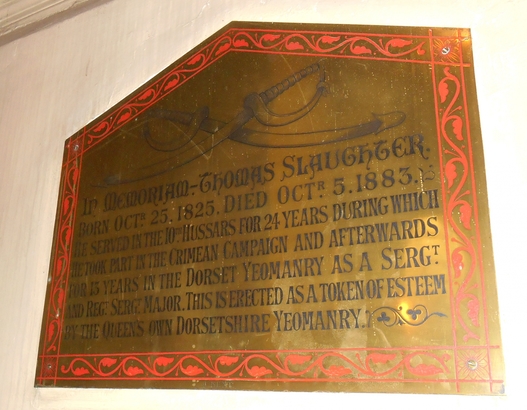 IN MEMORIAM-THOMAS SLAUGHTER.
BORN OCTR. 25, 1825. DIED OCTR. 5. 1883.
HE SERVED IN THE 10TH HUSSARS FOR 24 YEARS DURING WHICH
HE TOOK PART IN THE CRIMEAN CAMPAIGN AND AFTERWARDS
FOR 13 YEARS IN THE DORSET YEOMANRY AS A SERGT
AND REGL SERGT MAJOR. THIS IS ERECTED AS A TOKEN OF ESTEEM
BY THE QUEEN'S OWN DORSETSHIRE YEOMANRY.